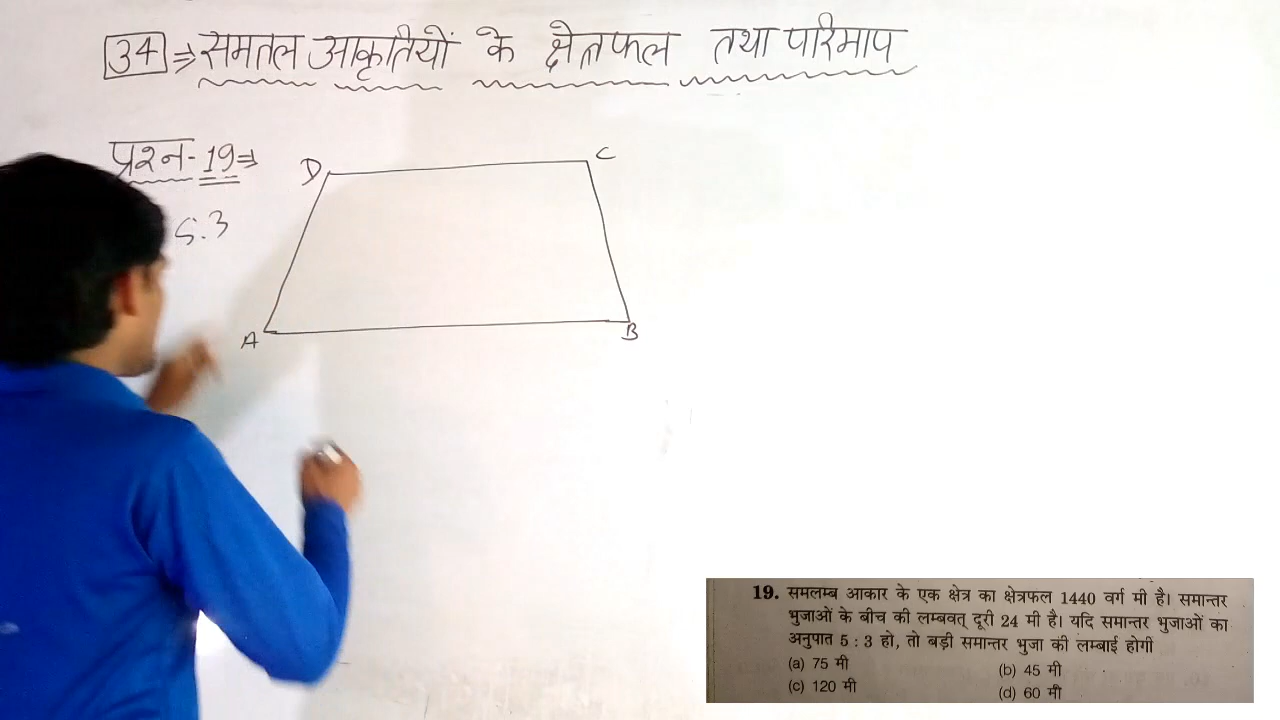 34 ⇒ समतल आकृतियों के क्षेत्रफल तथा परिमाप
प्रश्न-19⇒
D
C
5:3
A
B
19. समलम्ब आकार के एक क्षेत्र का क्षेत्रफल 1440 वर्ग मी है। समान्तर
भुजाओं के बीच की लम्बवत् दूरी 24 मी है। यदि समान्तर भुजाओं का
अनुपात 5 : 3 हो, तो बड़ी समान्तर भुजा की लम्बाई होगी
(a) 75 मी
(b) 45 मी
(c) 120 मी
(d) 60 मी